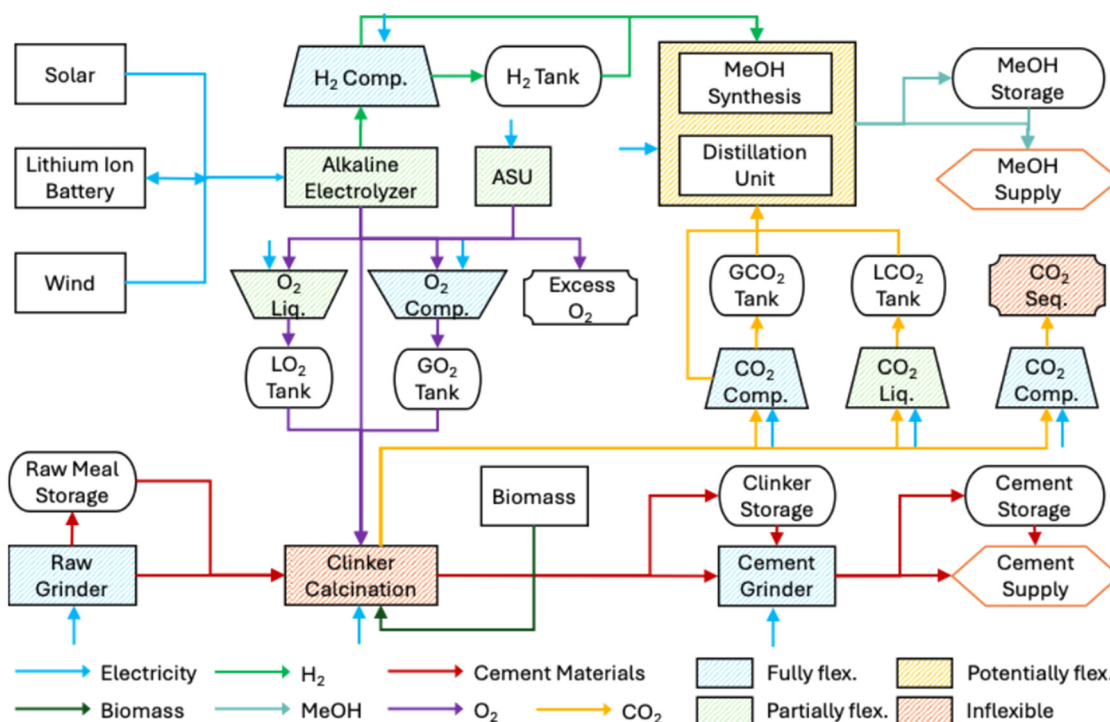 Solar
H₂ Comp.
H₂ Tank
MeOH
Synthesis
MeOH
Storage
Lithium Ion
Battery
Alkaline
Electrolyzer
ASU
Distillation
Unit
MeOH
Supply
Wind
O₂
Liq.
O₂
Comp.
Excess
O₂
GCO₂
Tank
LCO₂
Tank
CO₂
Seq.
LO₂
Tank
GO₂
Tank
CO₂
Comp.
CO₂
Liq.
CO₂
Comp.
Raw Meal
Storage
Biomass
Clinker
Storage
Cement
Storage
Raw
Grinder
Clinker
Calcination
Cement
Grinder
Cement
Supply
Electricity
H₂
Cement Materials
Fully flex.
Potentially flex.
Biomass
MeOH
O₂
CO₂
Partially flex.
Inflexible